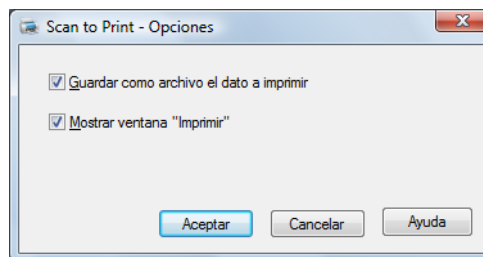 Scan to Print - Opciones
Guardar como archivo el dato a imprimir
Mostrar ventana "Imprimir"
Aceptar Cancelar Ayuda